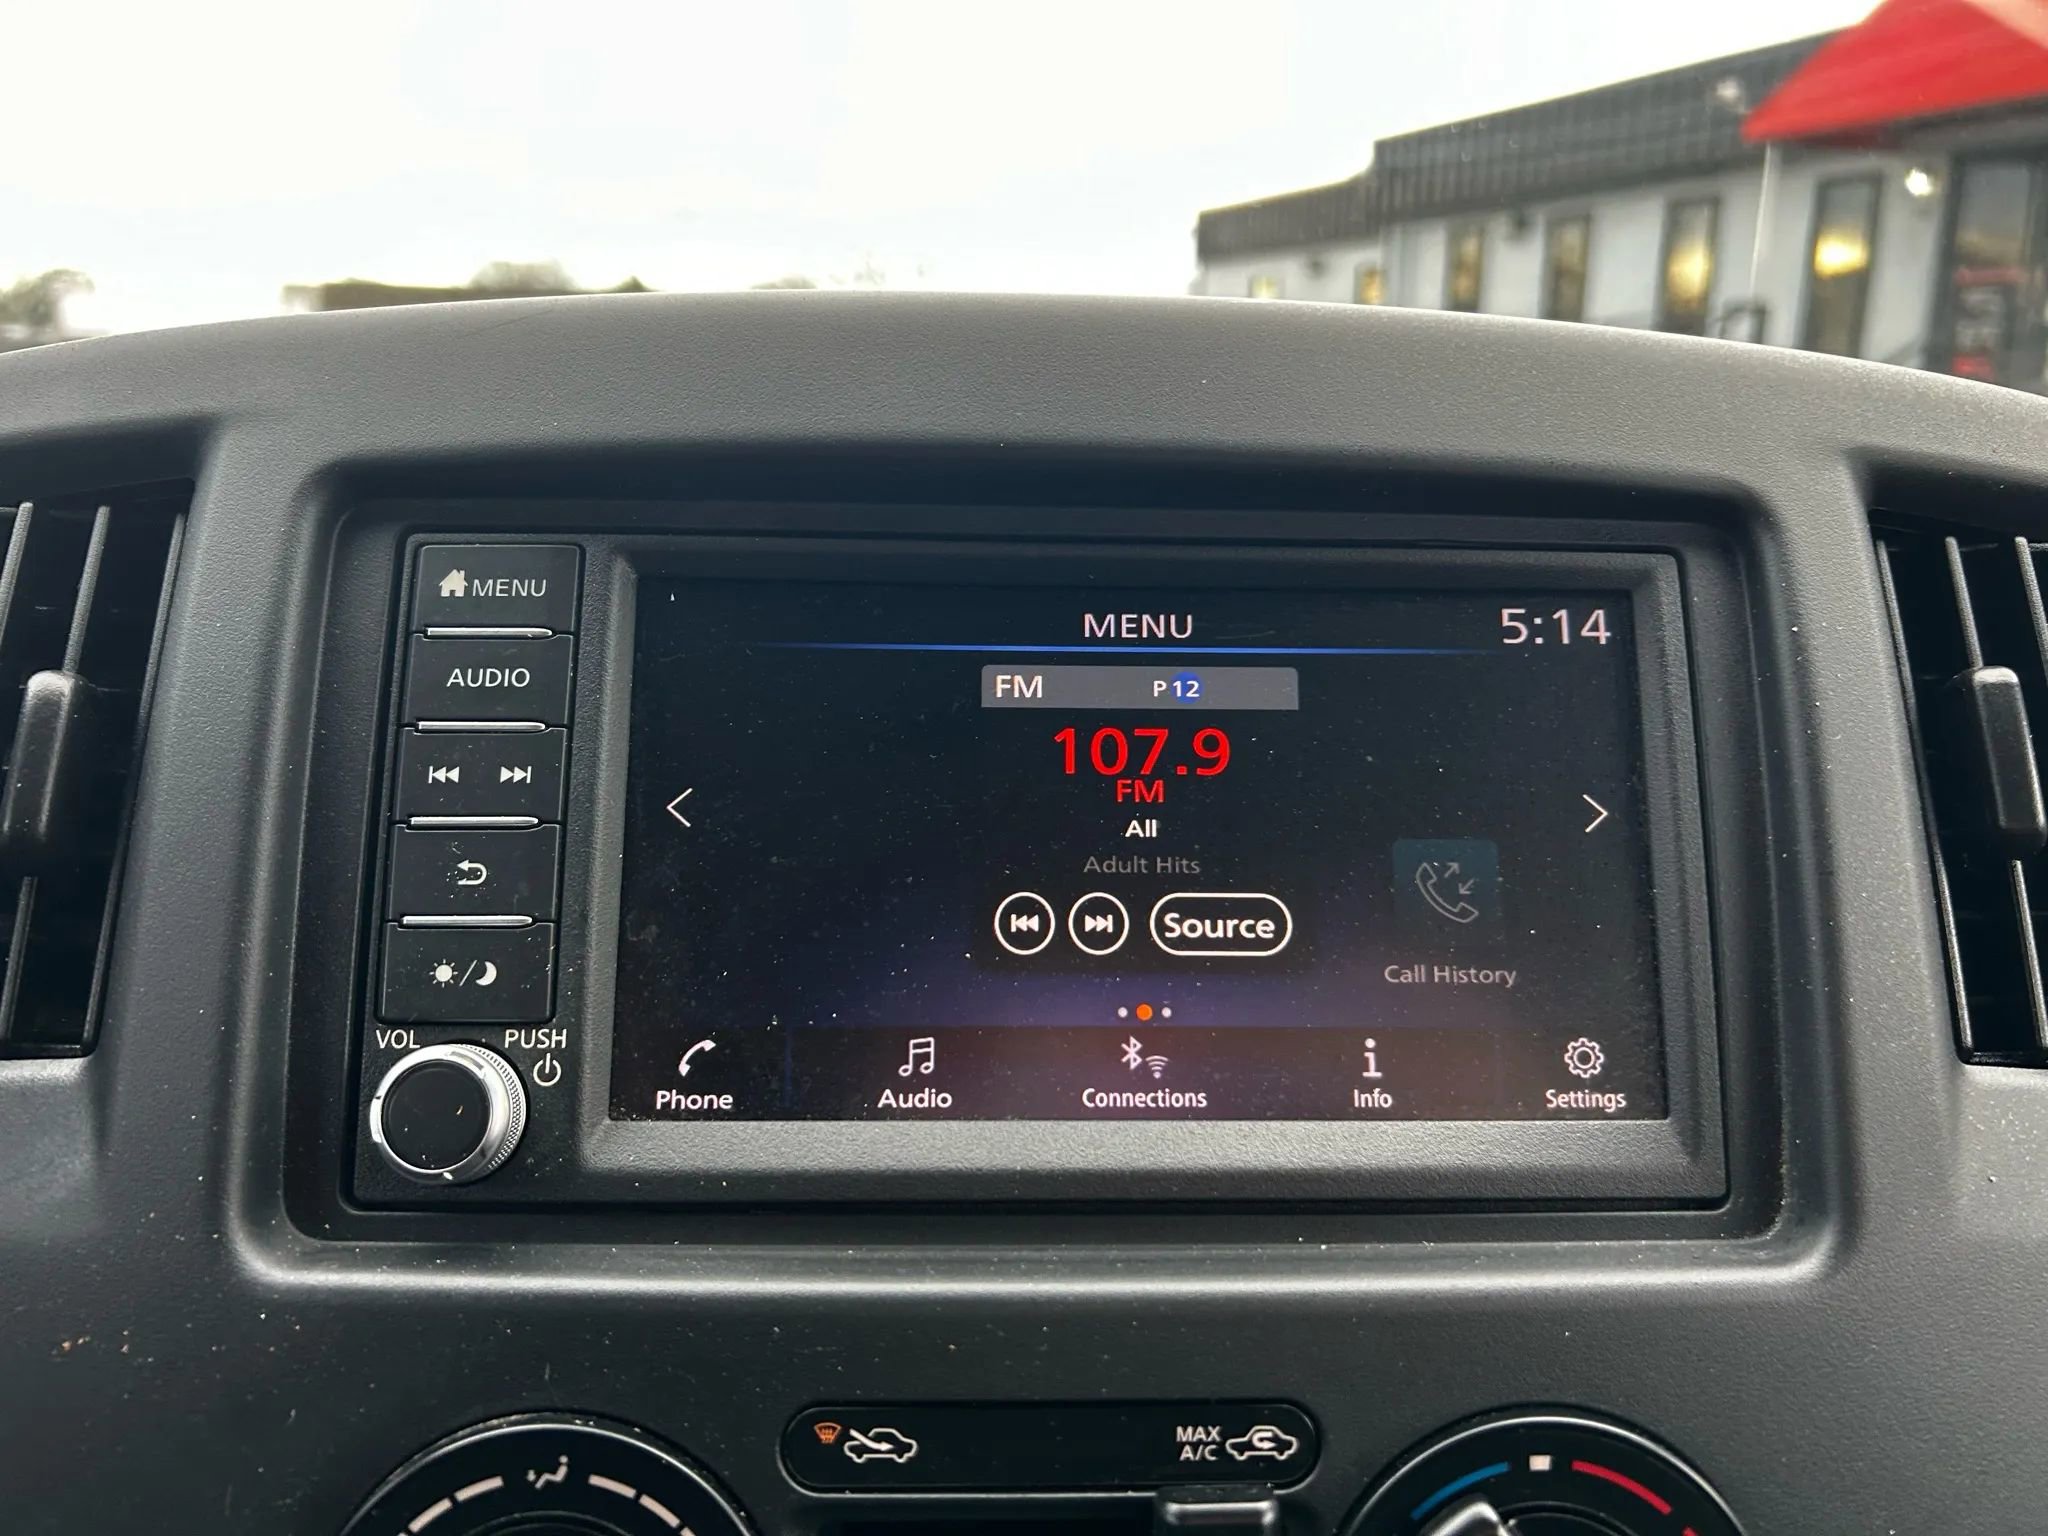 MENU
AUDIO
VOL
PUSH
MENU
5:14
FM
P 12
107.9
FM
All
Adult Hits
Source
Call History
Phone
Audio
Connections
Info
Settings
MAX
A/C